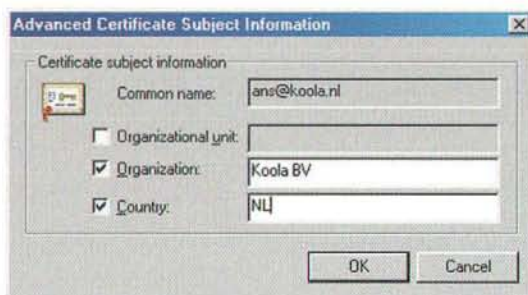 Advanced Certificate Subject Information
Certificate subject information
Common name: ans@koola.nl
Organizational unit:
Organization: Koola BV
Country: NL
OK Cancel